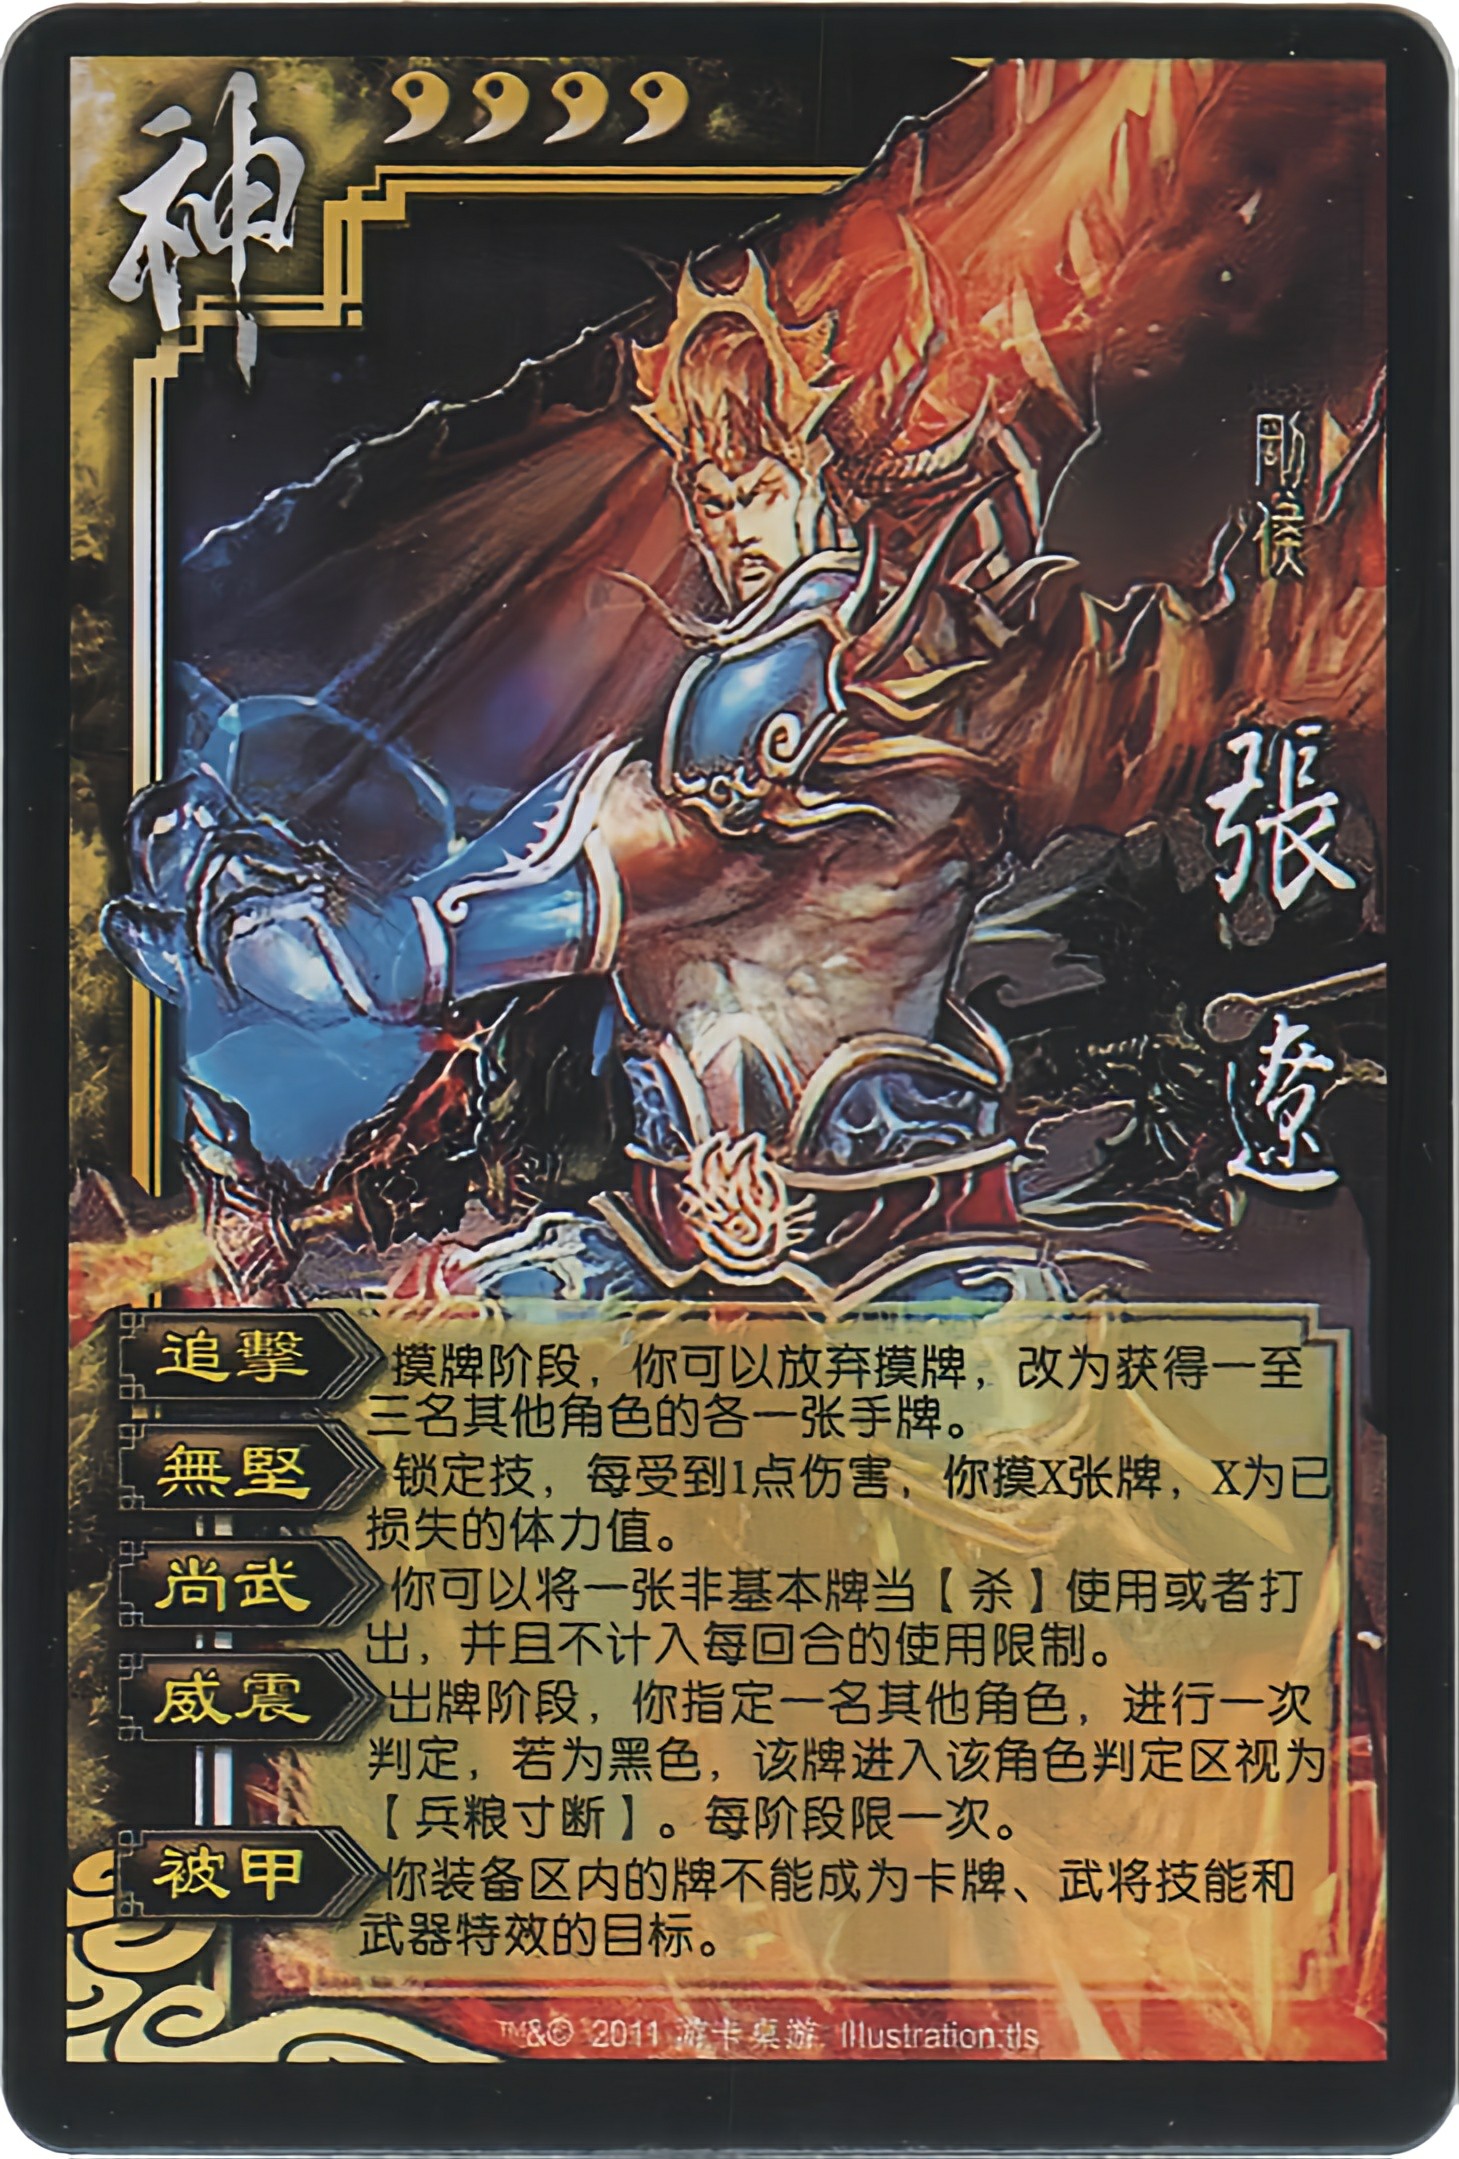 神
剛侯
張遼
追擊
摸牌阶段，你可以放弃摸牌，改为获得一至
三名其他角色的各一张手牌。
無堅
锁定技，每受到1点伤害，你摸X张牌，X为已
损失的体力值。
尚武
你可以将一张非基本牌当【杀】使用或者打
出，并且不计入每回合的使用限制。
威震
出牌阶段，你指定一名其他角色，进行一次
判定，若为黑色，该牌进入该角色判定区视为
【兵粮寸断】。每阶段限一次。
被甲
你装备区内的牌不能成为卡牌、武将技能和
武器特效的目标。
™&© 2011 游卡桌游. Illustration:tls